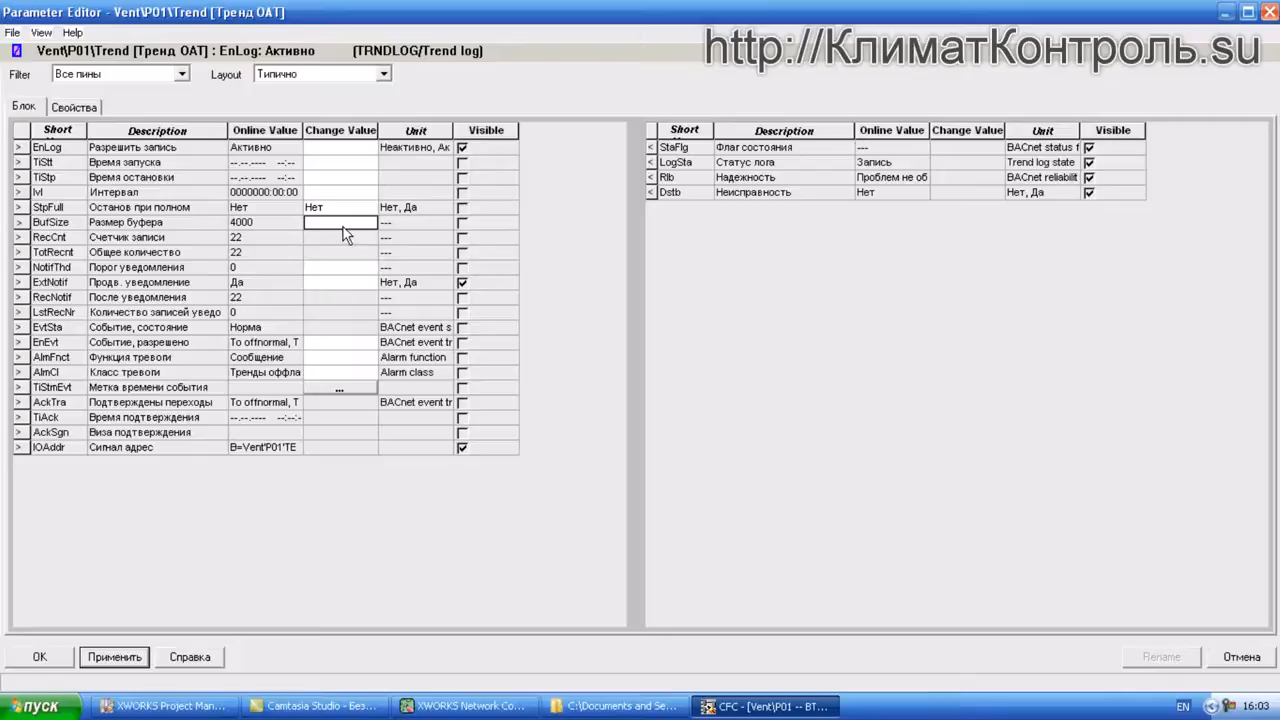 Parameter Editor - Vent\P01\Trend [Тренд ОАТ]
File View Help
Vent\P01\Trend [Тренд ОАТ] : EnLog: Активно [TRNDLOG/Trend log]
http://КлиматКонтроль.su
Filter Все пины Layout Типично
Блок Свойства
Short Description Online Value Change Value Unit Visible
> EnLog Разрешить запись Активно Неактивно, Ак
> TiStt Время запуска --.--.---- --:--
> TiStp Время остановки --.--.---- --:--
> Ivl Интервал 0000000:00:00
> StpFull Останов при полном Нет Нет Нет, Да
> BufSize Размер буфера 4000 ---
> RecCnt Счетчик записи 22 ---
> TotRecnt Общее количество 22 ---
> NotifThd Порог уведомления 0 ---
> ExtNotif Продв. уведомление Да Нет, Да
> RecNotif После уведомления 22 ---
> LstRecNr Количество записей уведо 0 ---
> EvtSta Событие, состояние Норма BACnet event s
> EnEvt Событие, разрешено To offnormal, T BACnet event tr
> AlmFnct Функция тревоги Сообщение Alarm function
> AlmCl Класс тревоги Тренды оффла Alarm class
> TiStmEvt Метка времени события ...
> AckTra Подтверждены переходы To offnormal, T BACnet event tr
> TiAck Время подтверждения --.--.---- --:--:-
> AckSgn Виза подтверждения
> IOAddr Сигнал адрес B=Vent'P01'TE
Short Description Online Value Change Value Unit Visible
< StaFlg Флаг состояния --- BACnet status f
< LogSta Статус лога Запись Trend log state
< Rlb Надежность Проблем не об BACnet reliabilit
< Dstb Неисправность Нет Нет, Да
OK Применить Справка Rename Отмена
пуск XWORKS Project Man... Camtasia Studio - Без... XWORKS Network Co... C:\Documents and Se... CFC - [Vent\P01 -- BT... EN 16:03